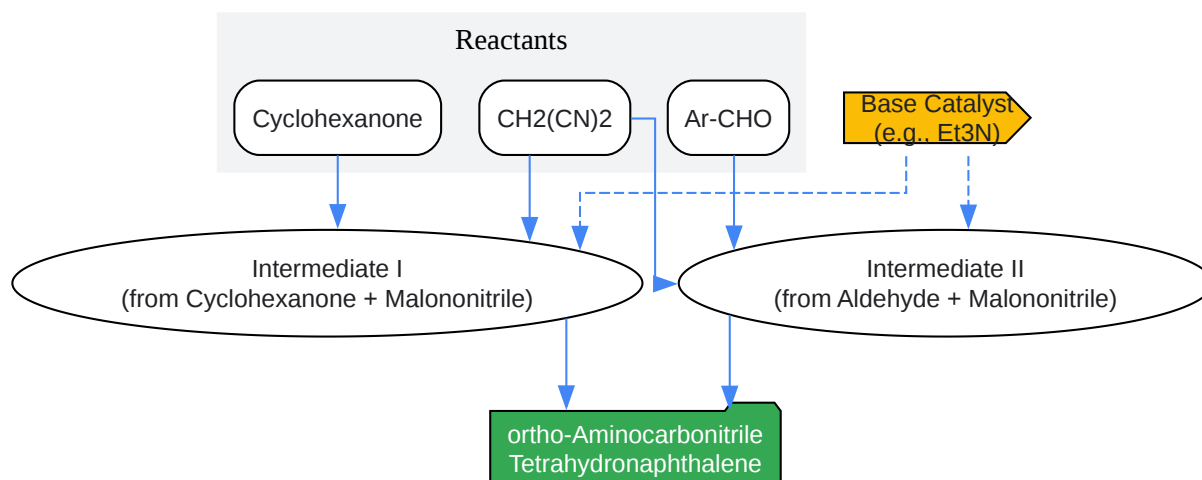 Reactants
Cyclohexanone
CH2(CN)2
Ar-CHO
Base Catalyst
(e.g., Et3N)
Intermediate I
(from Cyclohexanone + Malononitrile)
Intermediate II
(from Aldehyde + Malononitrile)
ortho-Aminocarbonitrile
Tetrahydronaphthalene